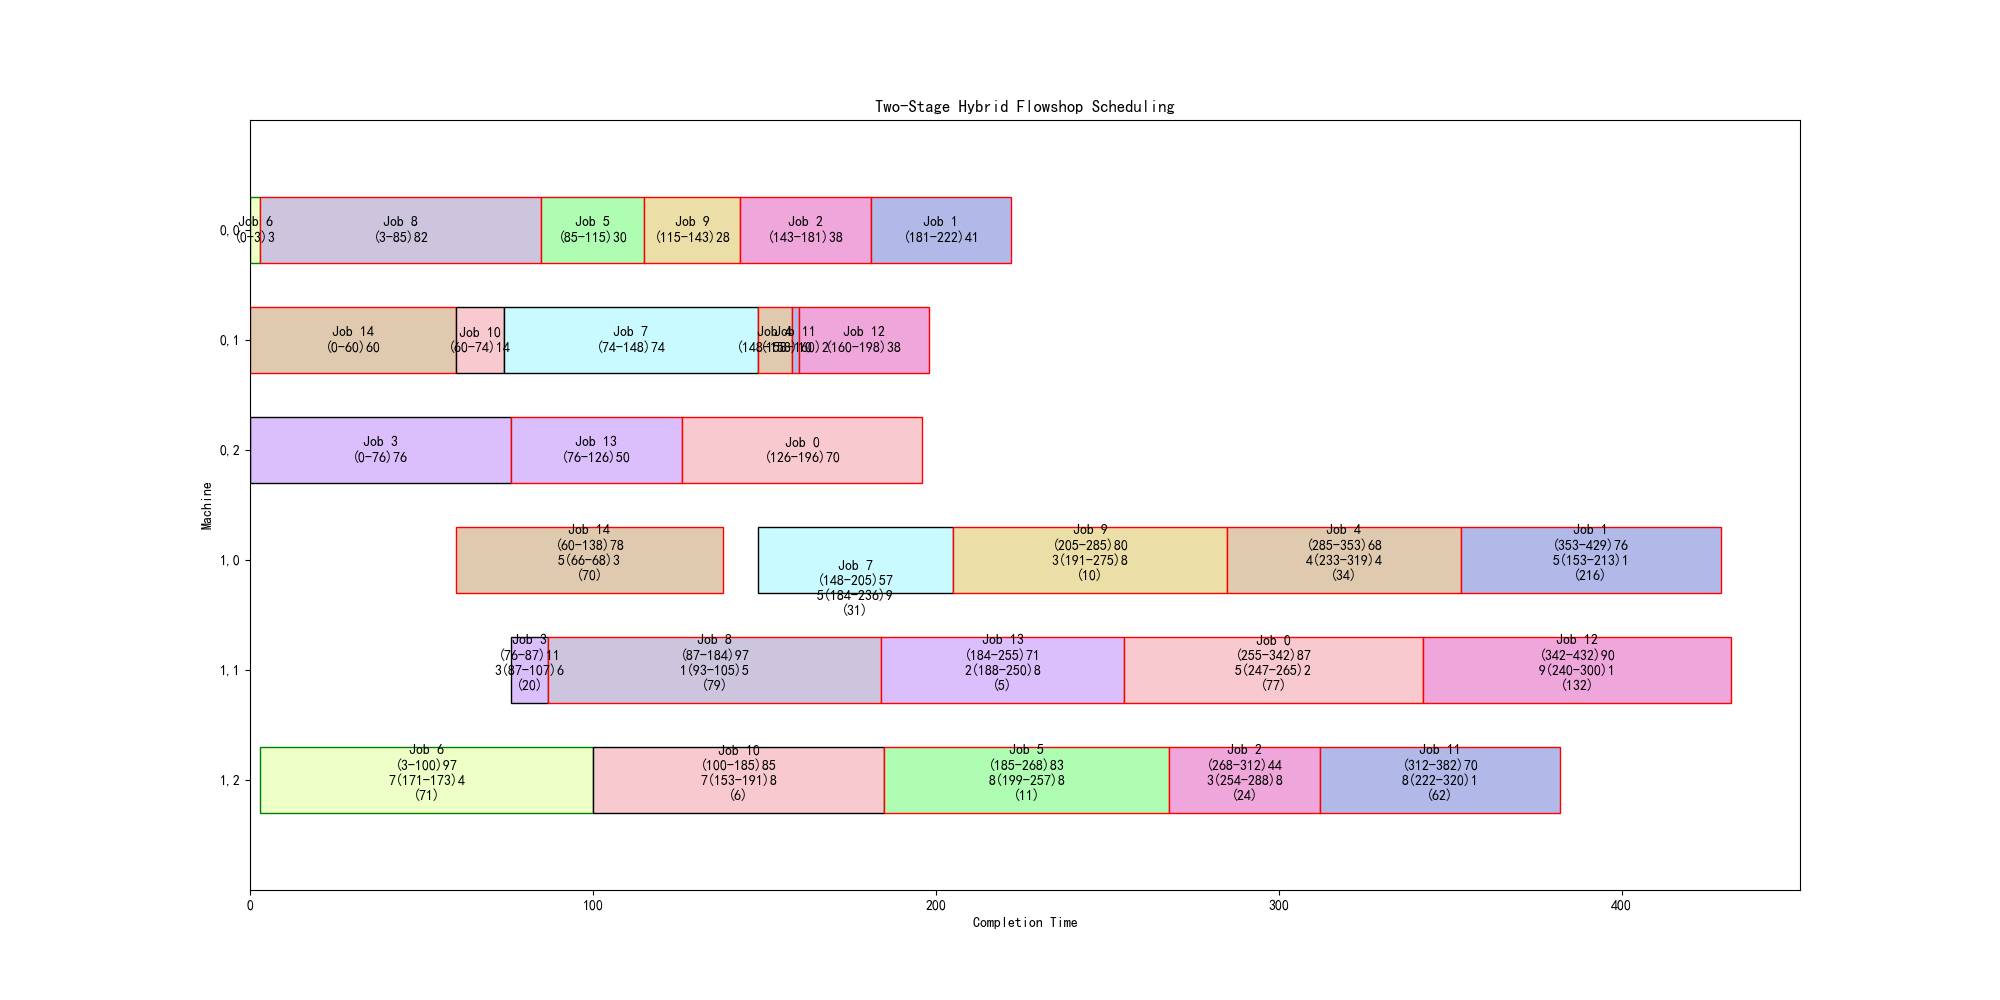 Two-Stage Hybrid Flowshop Scheduling
Machine
0,0
Job 6
(0-3)3
Job 8
(3-85)82
Job 5
(85-115)30
Job 9
(115-143)28
Job 2
(143-181)38
Job 1
(181-222)41
0,1
Job 14
(0-60)60
Job 10
(60-74)14
Job 7
(74-148)74
Job 4
(148-158)10
Job 11
(158-160)2
Job 12
(160-198)38
0,2
Job 3
(0-76)76
Job 13
(76-126)50
Job 0
(126-196)70
1,0
Job 14
(60-138)78
5(66-68)3
(70)
Job 7
(148-205)57
5(184-236)9
(31)
Job 9
(205-285)80
3(191-275)8
(10)
Job 4
(285-353)68
4(233-319)4
(34)
Job 1
(353-429)76
5(153-213)1
(216)
1,1
Job 3
(76-87)11
3(87-107)6
(20)
Job 8
(87-184)97
1(93-105)5
(79)
Job 13
(184-255)71
2(188-250)8
(5)
Job 0
(255-342)87
5(247-265)2
(77)
Job 12
(342-432)90
9(240-300)1
(132)
1,2
Job 6
(3-100)97
7(171-173)4
(71)
Job 10
(100-185)85
7(153-191)8
(6)
Job 5
(185-268)83
8(199-257)8
(11)
Job 2
(268-312)44
3(254-288)8
(24)
Job 11
(312-382)70
8(222-320)1
(62)
0 100 200 300 400
Completion Time